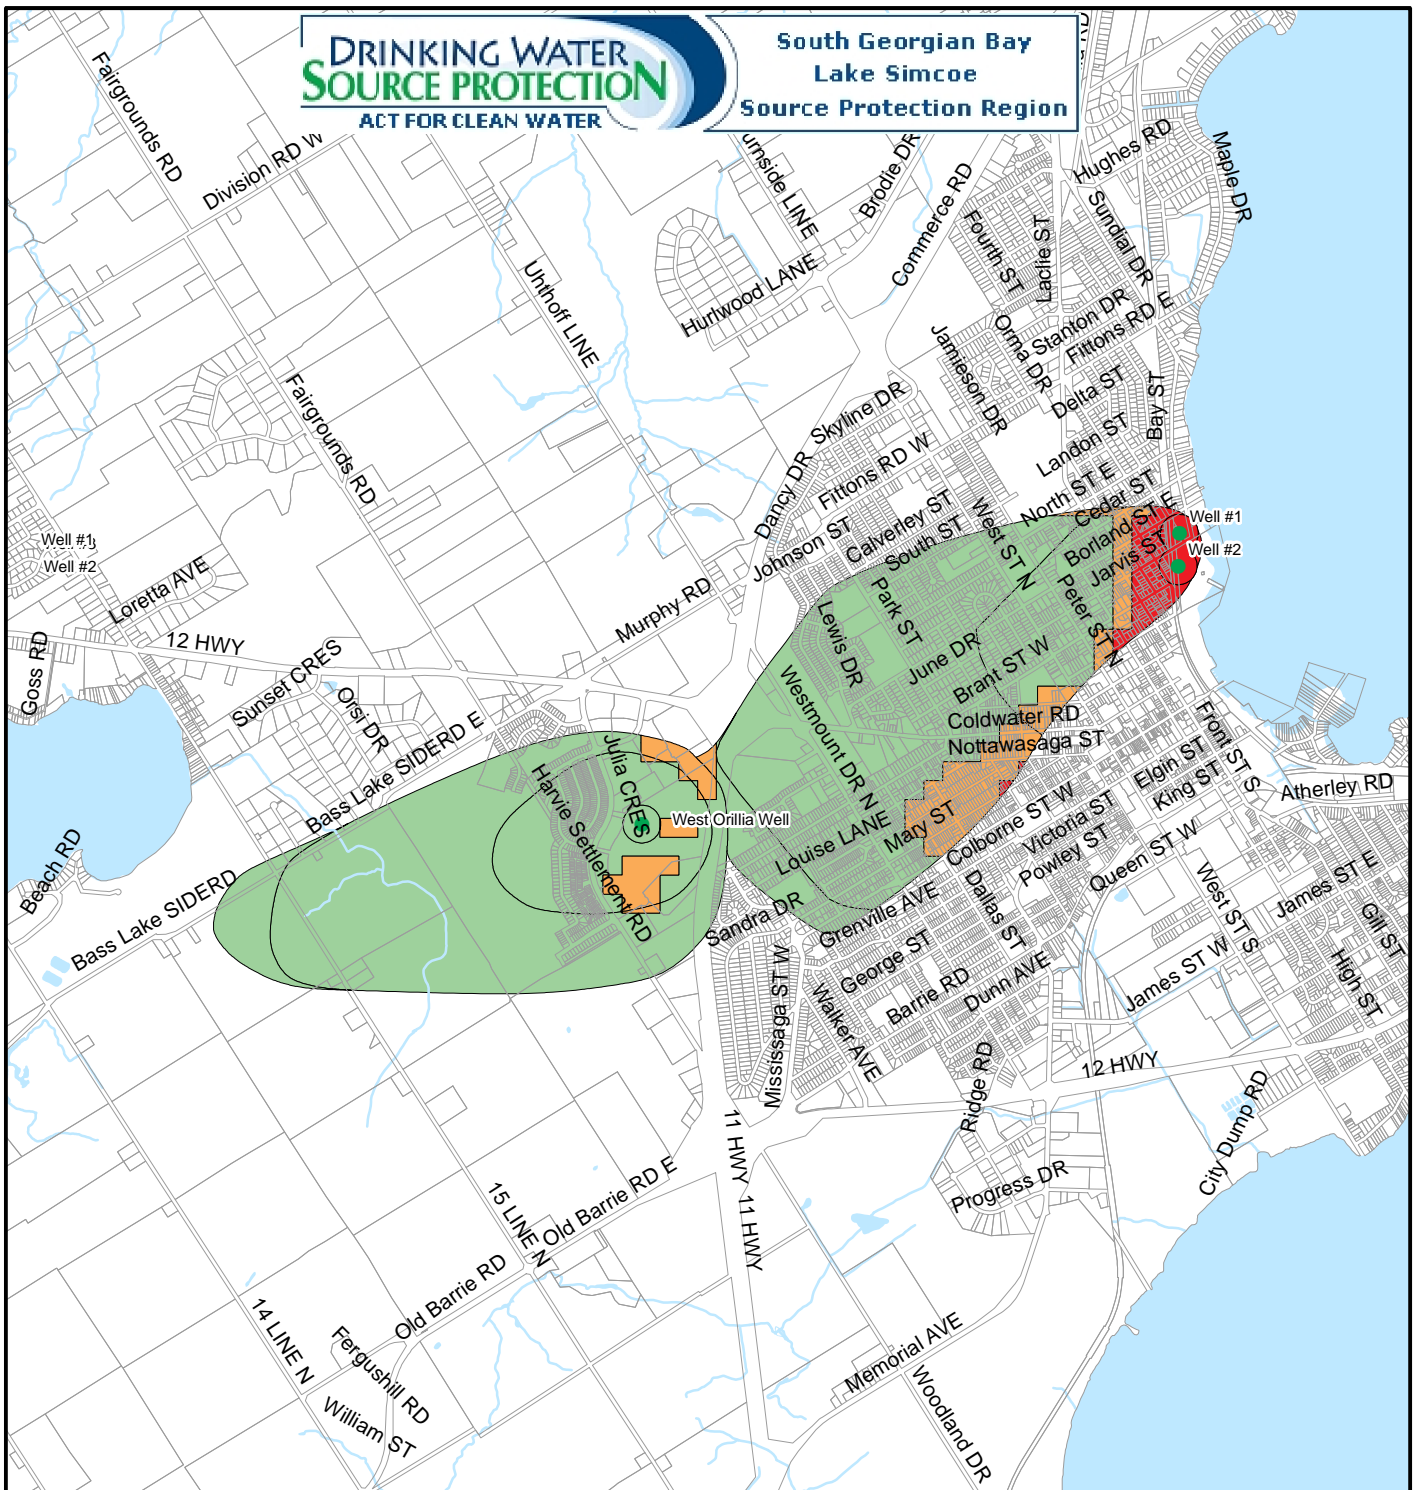 DRINKING WATER
SOURCE PROTECTION
ACT FOR CLEAN WATER
South Georgian Bay
Lake Simcoe
Source Protection Region
Fairgrounds RD
Division RD W
Brodie DR
Commerce RD
Hughes RD
Maple DR
Sundial DR
Fourth ST
Laclie ST
Uhthoff LINE
Hurlwood LANE
Stanton DR
Fittons RD E
Orma DR
Jamieson DR
Delta ST
Bay ST
Fairgrounds RD
Skyline DR
Landon ST
Fittons RD W
Dancy DR
North ST E
Cedar ST
Calverley ST
West ST N
Johnson ST
South ST
Borland ST E
Jarvis ST
Well #1
Well #2
Well #1
Well #2
Loretta AVE
Murphy RD
Park ST
Peter ST N
Lewis DR
12 HWY
Goss RD
Sunset CRES
Orsi DR
June DR
Brant ST W
Westmount DR N
Coldwater RD
Nottawasaga ST
Front ST S
Bass Lake SIDERD E
Julia CRES
Harvie Settlement RD
West Orillia Well
Elgin ST
King ST
Atherley RD
Mary ST
Louise LANE
Colborne ST W
Victoria ST
Powley ST
Queen ST W
Beach RD
Bass Lake SIDERD
Dallas ST
West ST S
James ST E
Gill ST
Sandra DR
Grenville AVE
George ST
Barrie RD
Dunn AVE
James ST W
High ST
Mississaga ST W
Walker AVE
Ridge RD
12 HWY
City Dump RD
11 HWY
11 HWY
Progress DR
15 LINE N
Old Barrie RD E
Old Barrie RD
14 LINE N
Fergushill RD
William ST
Memorial AVE
Woodland DR